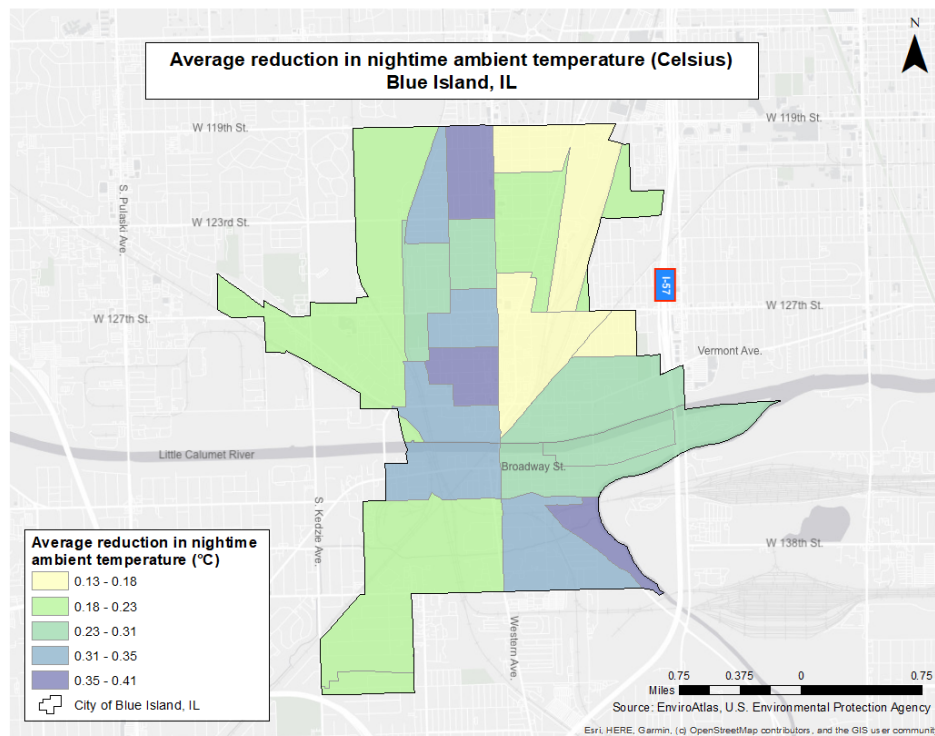 N
Average reduction in nightime ambient temperature (Celsius)
Blue Island, IL
W 119th St.
W 119th St.
S. Pulaski Ave.
W 123rd St.
I-57
W 127th St.
W 127th St.
Vermont Ave.
Little Calumet River
Broadway St.
S. Kedzie Ave.
W 138th St.
Western Ave.
Average reduction in nightime
ambient temperature (°C)
0.13 - 0.18
0.18 - 0.23
0.23 - 0.31
0.31 - 0.35
0.35 - 0.41
City of Blue Island, IL
0.75 0.375 0 0.75
Miles
Source: EnviroAtlas, U.S. Environmental Protection Agency
Esri, HERE, Garmin, (c) OpenStreetMap contributors, and the GIS user community